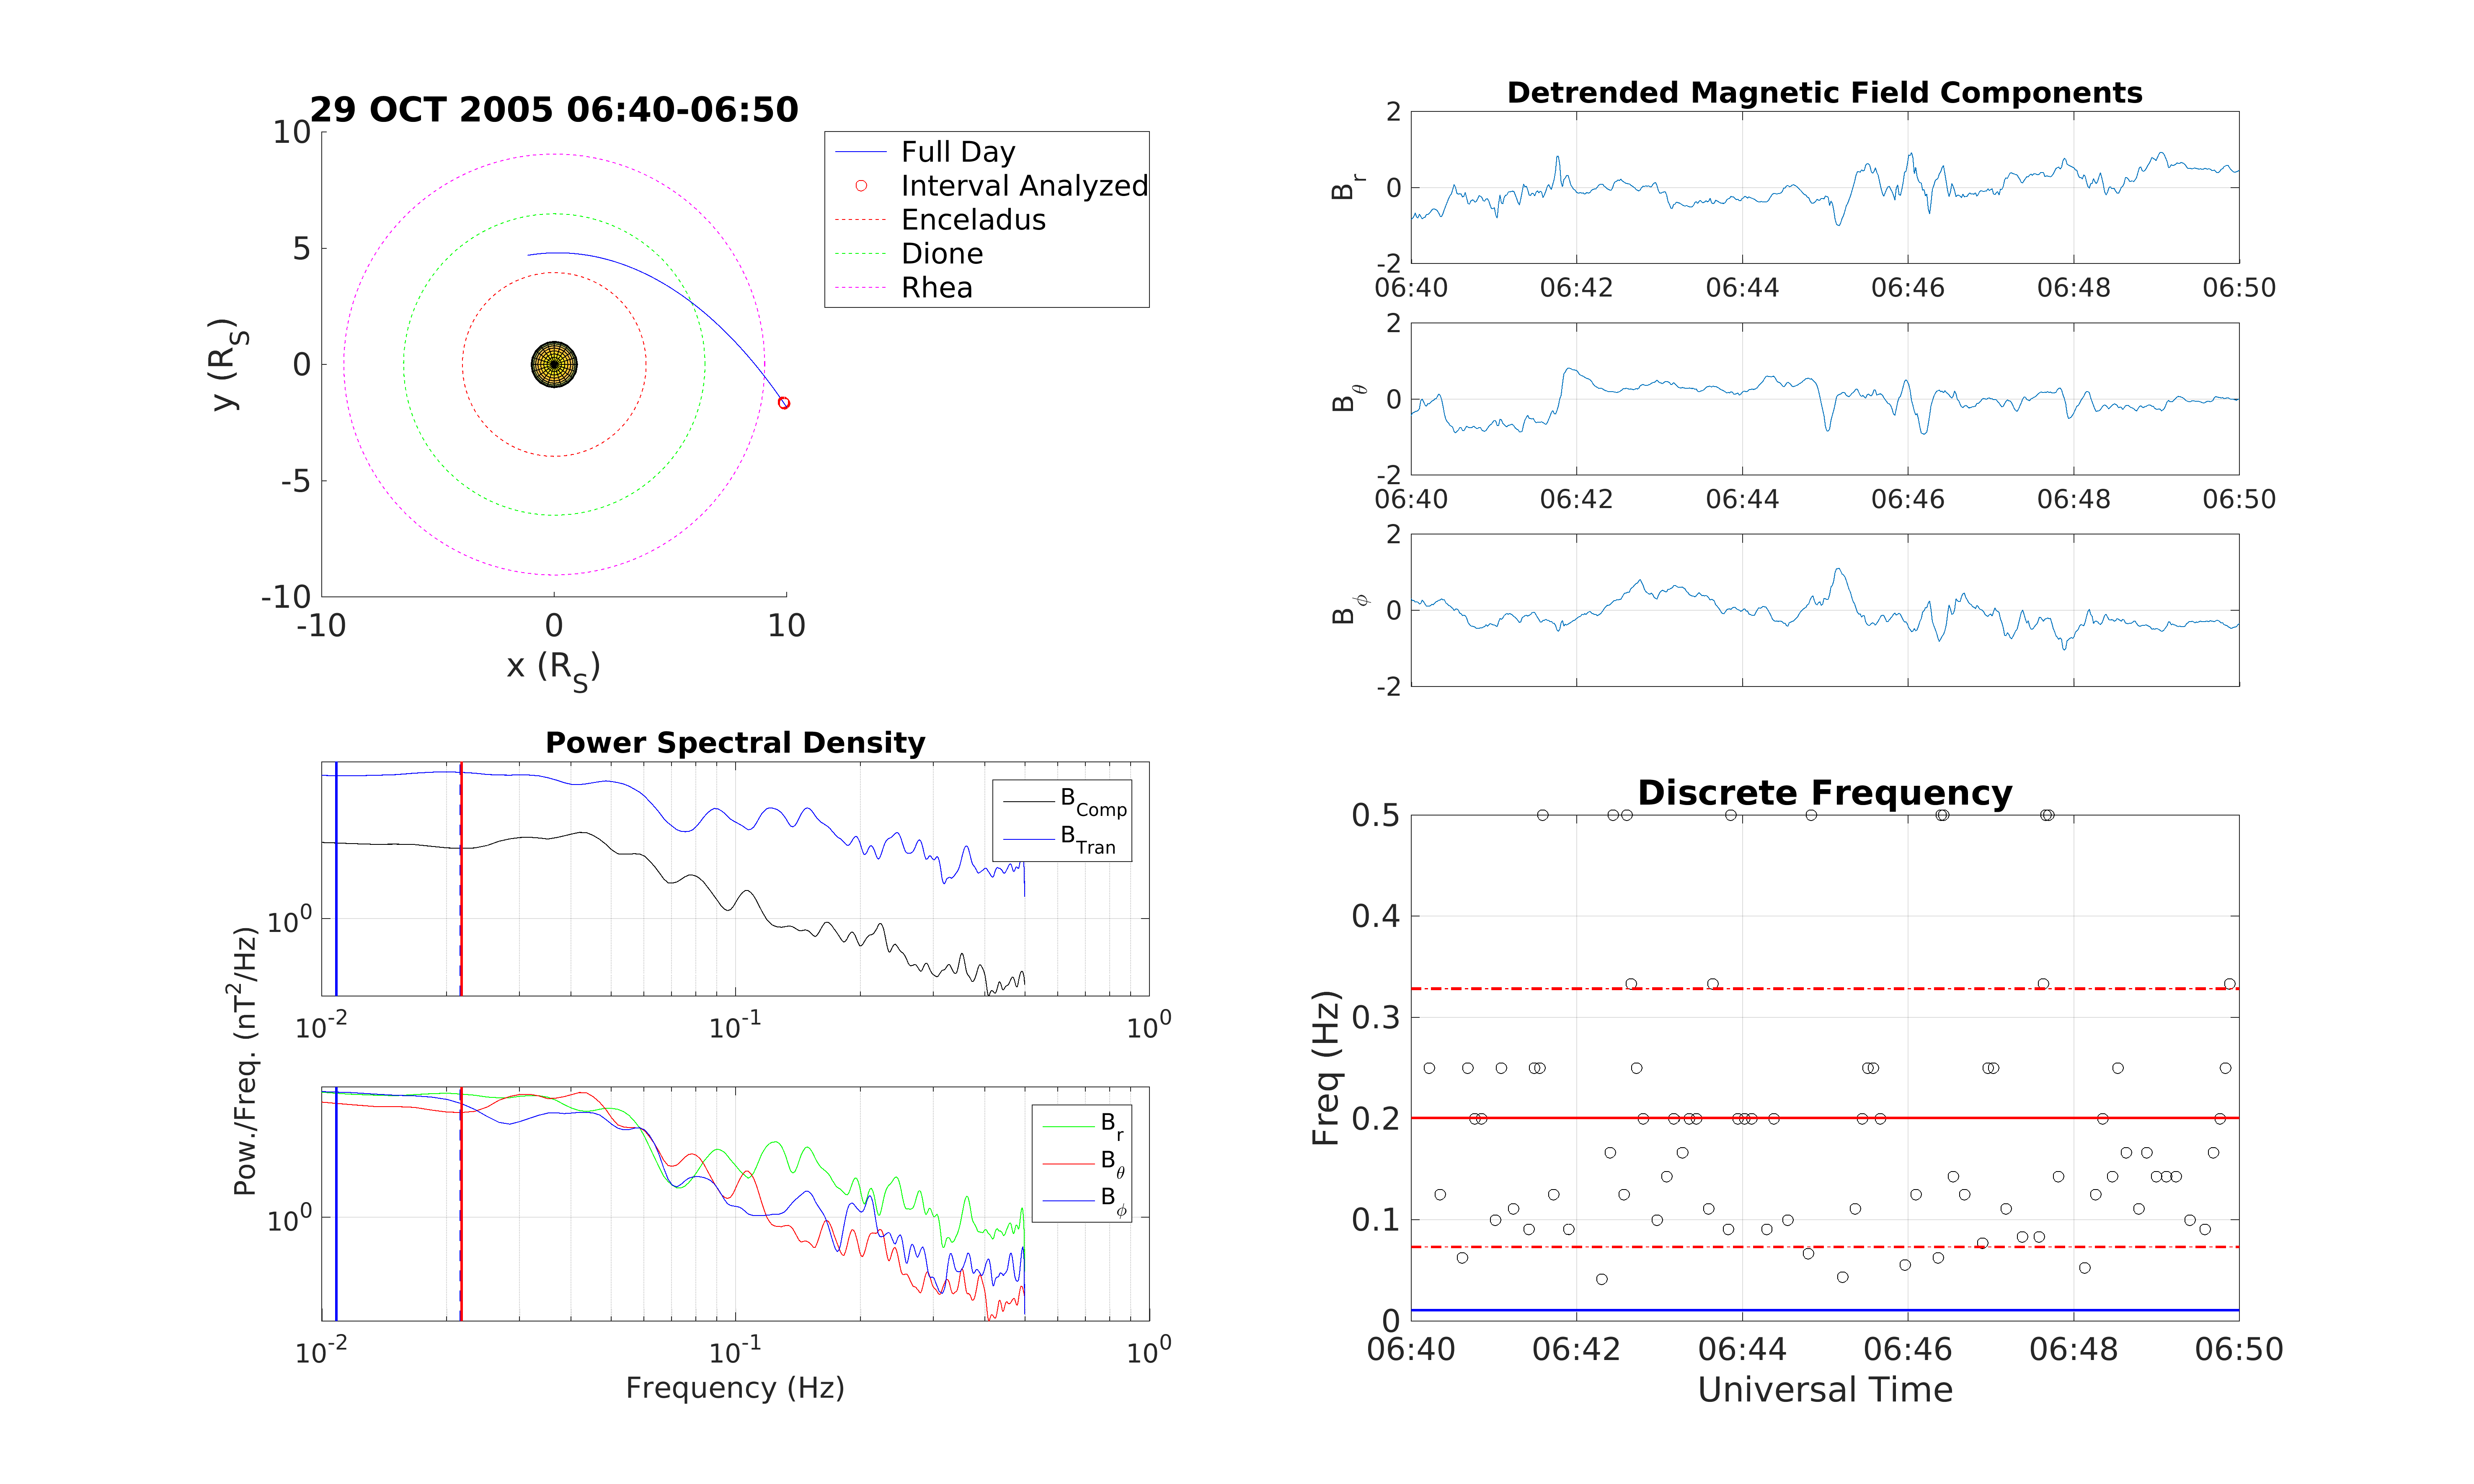 29 OCT 2005 06:40-06:50
10
5
0
-5
-10
-10 0 10
y (R_S)
x (R_S)
Full Day
Interval Analyzed
Enceladus
Dione
Rhea
Detrended Magnetic Field Components
2
0
-2
B_r
06:40 06:42 06:44 06:46 06:48 06:50
2
0
-2
B_θ
06:40 06:42 06:44 06:46 06:48 06:50
2
0
-2
B_ϕ
Power Spectral Density
B_Comp
B_Tran
10^0
10^-2 10^-1 10^0
Pow./Freq. (nT^2/Hz)
B_r
B_θ
B_ϕ
10^0
10^-2 10^-1 10^0
Frequency (Hz)
Discrete Frequency
0.5
0.4
0.3
0.2
0.1
0
Freq (Hz)
06:40 06:42 06:44 06:46 06:48 06:50
Universal Time